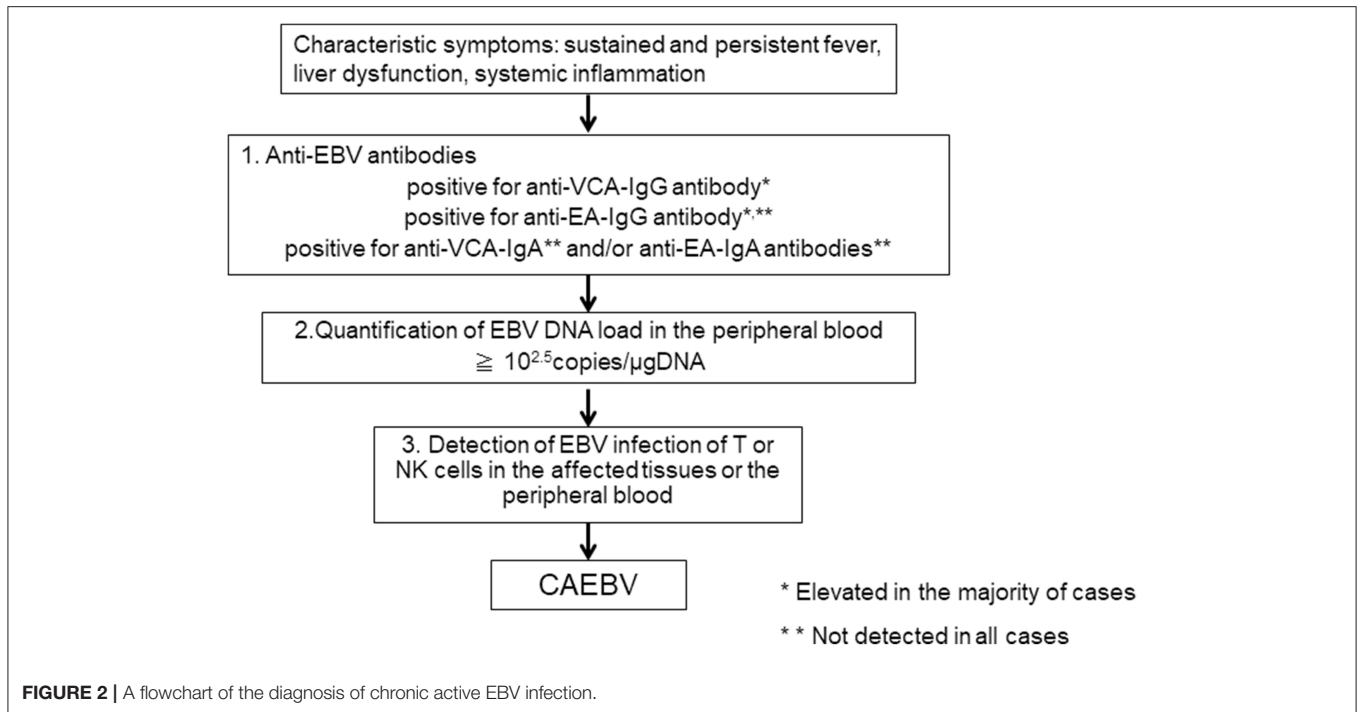 Characteristic symptoms: sustained and persistent fever,
liver dysfunction, systemic inflammation
1. Anti-EBV antibodies
positive for anti-VCA-IgG antibody*
positive for anti-EA-IgG antibody*,**
positive for anti-VCA-IgA** and/or anti-EA-IgA antibodies**
2.Quantification of EBV DNA load in the peripheral blood
≧ 10^2.5copies/µgDNA
3. Detection of EBV infection of T or
NK cells in the affected tissues or the
peripheral blood
CAEBV
* Elevated in the majority of cases
* * Not detected in all cases
FIGURE 2 | A flowchart of the diagnosis of chronic active EBV infection.